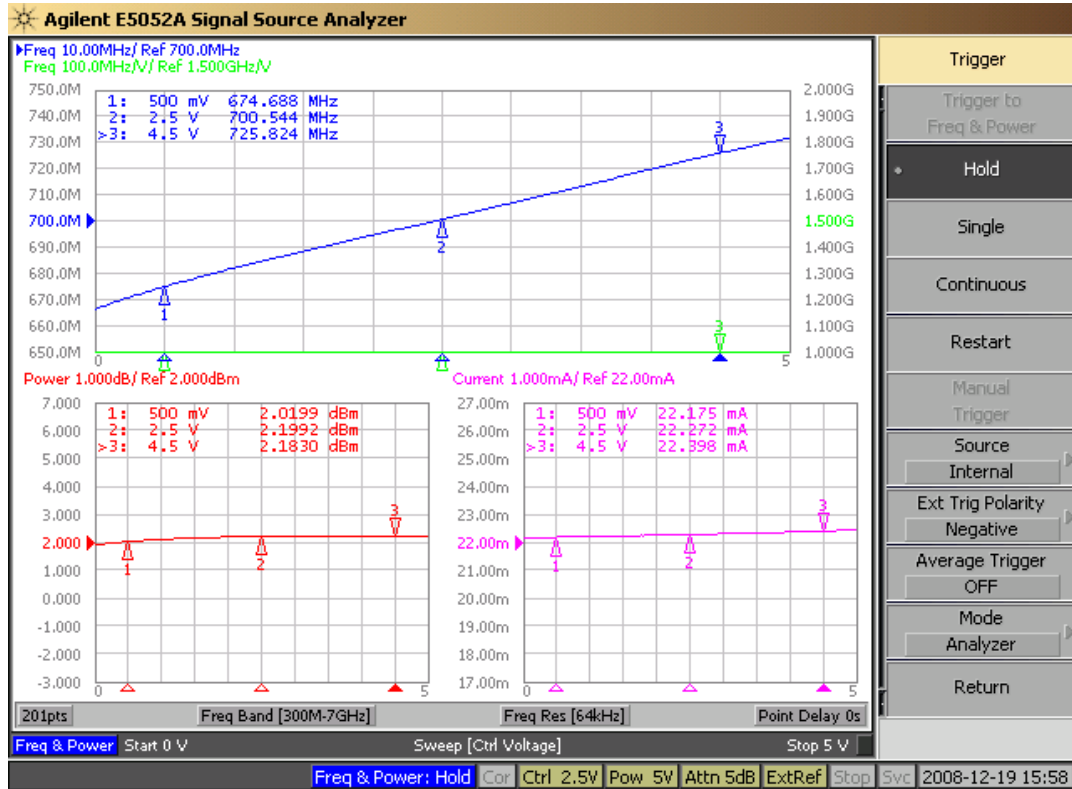 Agilent E5052A Signal Source Analyzer
Freq 10.00MHz/ Ref 700.0MHz
Freq 100.0MHz/V/ Ref 1.500GHz/V
750.0M
740.0M
730.0M
720.0M
710.0M
700.0M
690.0M
680.0M
670.0M
660.0M
650.0M
1: 500 mV 674.688 MHz
2: 2.5 V 700.544 MHz
>3: 4.5 V 725.824 MHz
1
2
3
3
0
5
2.000G
1.900G
1.800G
1.700G
1.600G
1.500G
1.400G
1.300G
1.200G
1.100G
1.000G
Power 1.000dB/ Ref 2.000dBm
7.000
6.000
5.000
4.000
3.000
2.000
1.000
0.000
-1.000
-2.000
-3.000
1: 500 mV 2.0199 dBm
2: 2.5 V 2.1992 dBm
>3: 4.5 V 2.1830 dBm
1
2
3
0
5
Current 1.000mA/ Ref 22.00mA
27.00m
26.00m
25.00m
24.00m
23.00m
22.00m
21.00m
20.00m
19.00m
18.00m
17.00m
1: 500 mV 22.175 mA
2: 2.5 V 22.272 mA
>3: 4.5 V 22.398 mA
1
2
3
0
5
201pts
Freq Band [300M-7GHz]
Freq Res [64kHz]
Point Delay 0s
Freq & Power Start 0 V
Sweep [Ctrl Voltage]
Stop 5 V
Trigger
Trigger to
Freq & Power
Hold
Single
Continuous
Restart
Manual
Trigger
Source
Internal
Ext Trig Polarity
Negative
Average Trigger
OFF
Mode
Analyzer
Return
Freq & Power: Hold Cor Ctrl 2.5V Pow 5V Attn 5dB ExtRef Stop Svc 2008-12-19 15:58